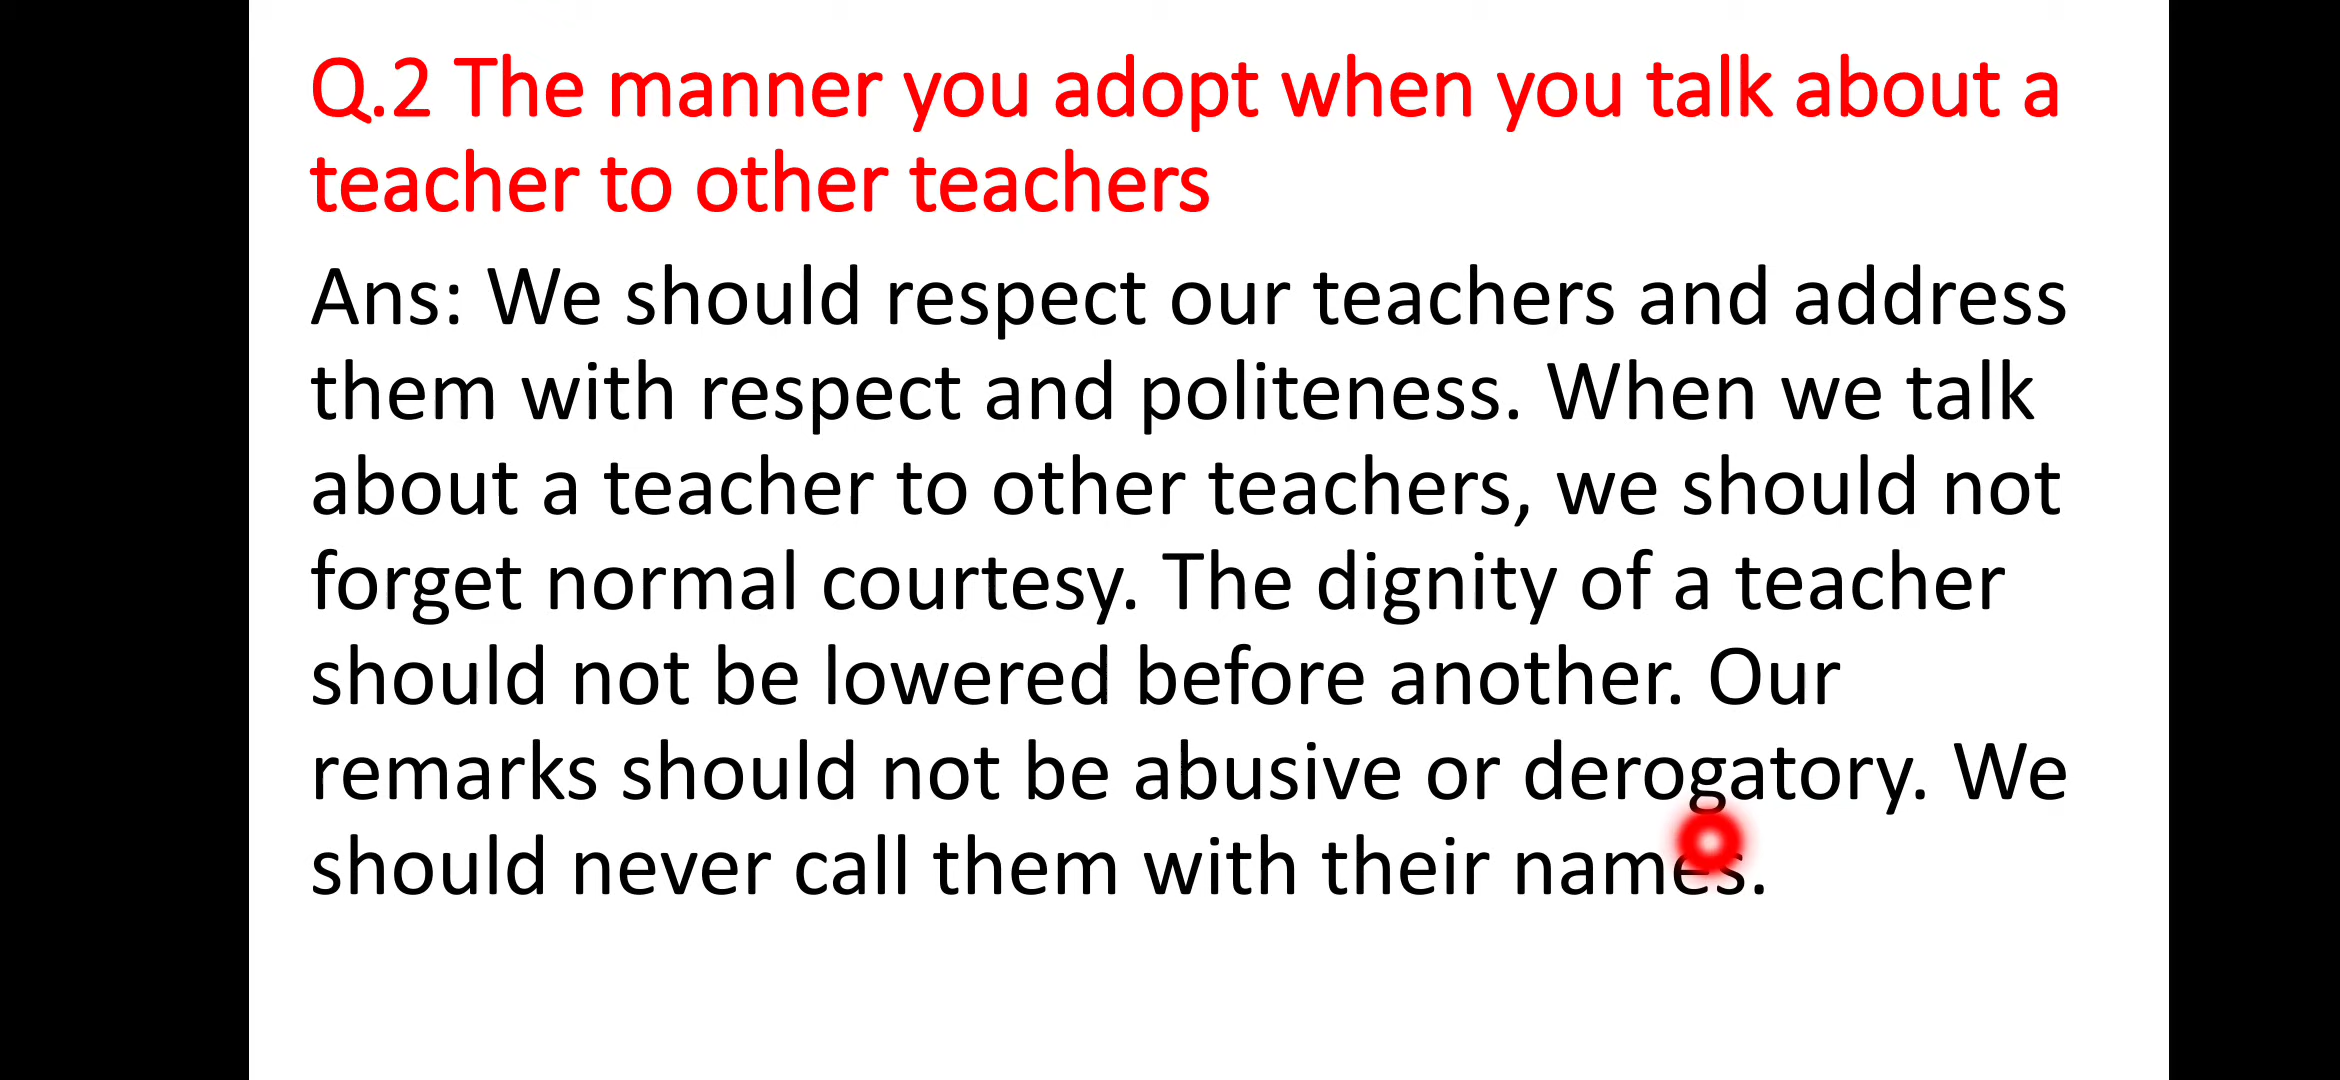 Q.2 The manner you adopt when you talk about a
teacher to other teachers
Ans: We should respect our teachers and address
them with respect and politeness. When we talk
about a teacher to other teachers, we should not
forget normal courtesy. The dignity of a teacher
should not be lowered before another. Our
remarks should not be abusive or derogatory. We
should never call them with their names.